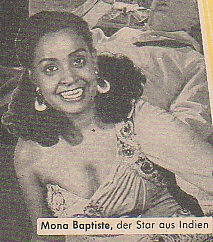 Mona Baptiste, der Star aus Indien